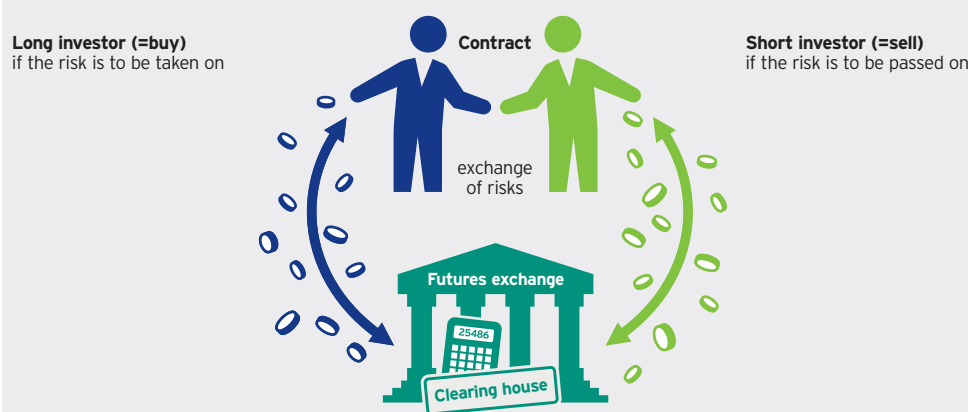 Long investor (=buy)
if the risk is to be taken on
Contract
Short investor (=sell)
if the risk is to be passed on
exchange
of risks
Futures exchange
25486
Clearing house